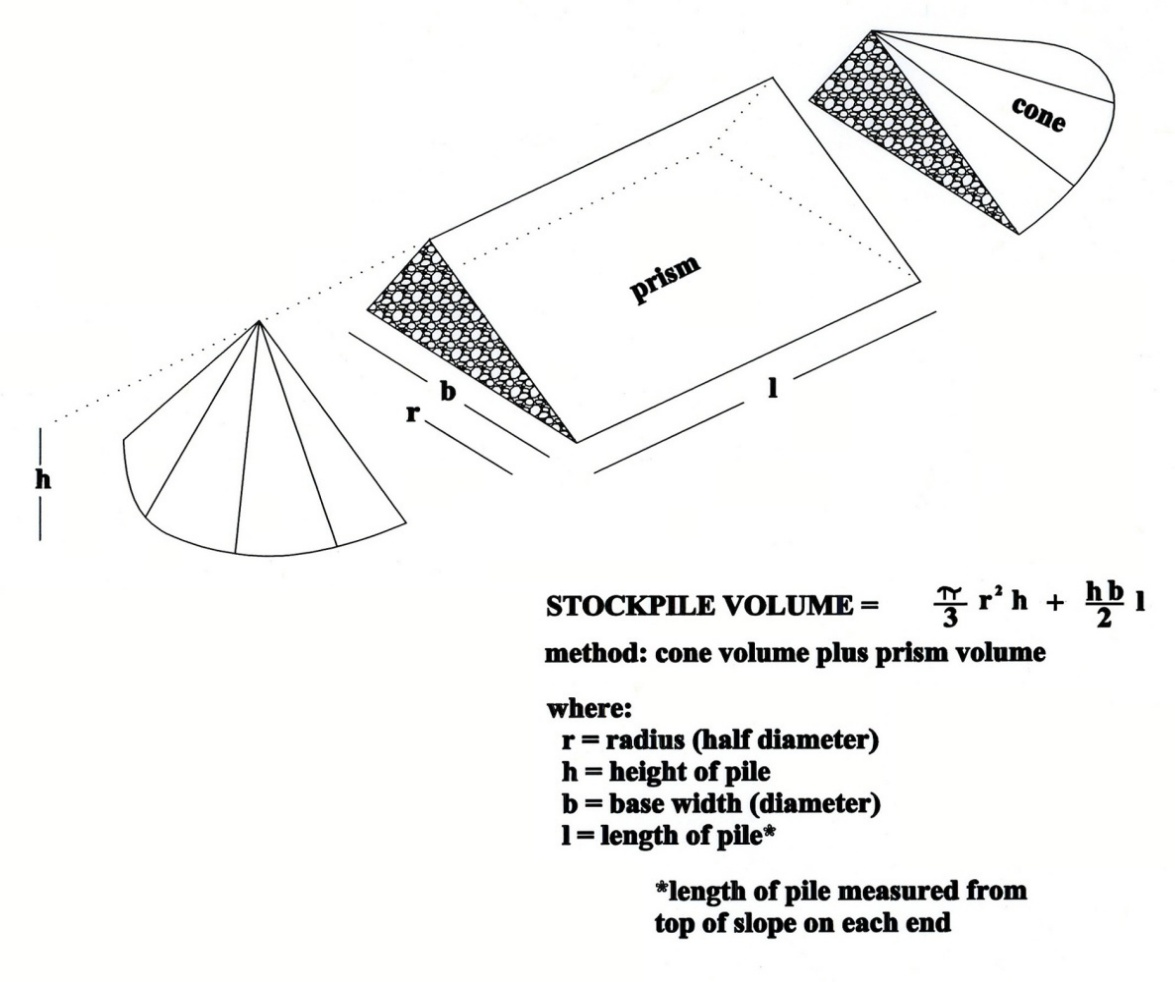 cone
prism
b
r
l
h
STOCKPILE VOLUME = π/3 r² h + hb/2 l
method: cone volume plus prism volume
where:
r = radius (half diameter)
h = height of pile
b = base width (diameter)
l = length of pile*
*length of pile measured from
top of slope on each end